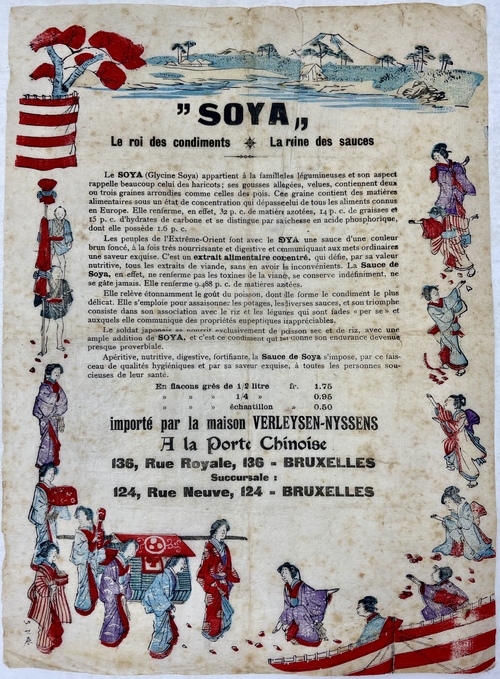 „SOYA„
Le roi des condiments La reine des sauces
Le SOYA (Glycine Soya) appartient à la famille des légumineuses et son aspect
rappelle beaucoup celui des haricots ; ses gousses allegées, velues, contiennent deux
ou trois graines arrondies comme celles des pois. Cette graine contient des matières
alimentaires sous un état de concentration qui dépasse celui de tous les aliments connus
en Europe. Elle renferme, en effet, 32 p. c. de matière azotées, 14 p. c. de graisses et
15 p. c. d'hydrates de carbone et se distingue par sa richesse en acide phosphorique,
dont elle possède 1.6 p. c.
Les peuples de l'Extrême-Orient font avec le SOYA une sauce d'une couleur
brun foncé, à la fois très nourrissante et digestive et communiquant aux mets ordinaires
une saveur exquise. C'est un extrait alimentaire concentré, qui défie, par sa valeur
nutritive, tous les extraits de viande, sans en avoir les inconvénients. La Sauce de
Soya, en effet, ne renferme pas les toxines de la viande, se conserve indéfiniment, ne
se gâte jamais. Elle renferme 0.488 p. c. de matières azotées.
Elle relève étonnamment le goût du poisson, dont elle forme le condiment le plus
délicat. Elle s'emploie pour assaisonner les potages, les diverses sauces, et son triomphe
consiste dans son association avec le riz et les légumes qui sont fades « per se » et
auxquels elle communique des propriétés eupeptiques inappréciables.
Le soldat japonais se nourrit exclusivement de poisson sec et de riz, avec une
ample addition de SOYA, et c'est ce condiment qui lui donne son endurance devenue
presque proverbiale.
Apéritive, nutritive, digestive, fortifiante, la Sauce de Soya s'impose, par ce fais-
ceau de qualités hygiéniques et par sa saveur exquise, à toutes les personnes sou-
cieuses de leur santé.
En flacons grès de 1/2 litre fr. 1.75
» » » 1/4 » » 0.95
» » échantillon » 0.50
importé par la maison VERLEYSEN-NYSSENS
A la Porte Chinoise
136, Rue Royale, 136 - BRUXELLES
Succursale :
124, Rue Neuve, 124 - BRUXELLES